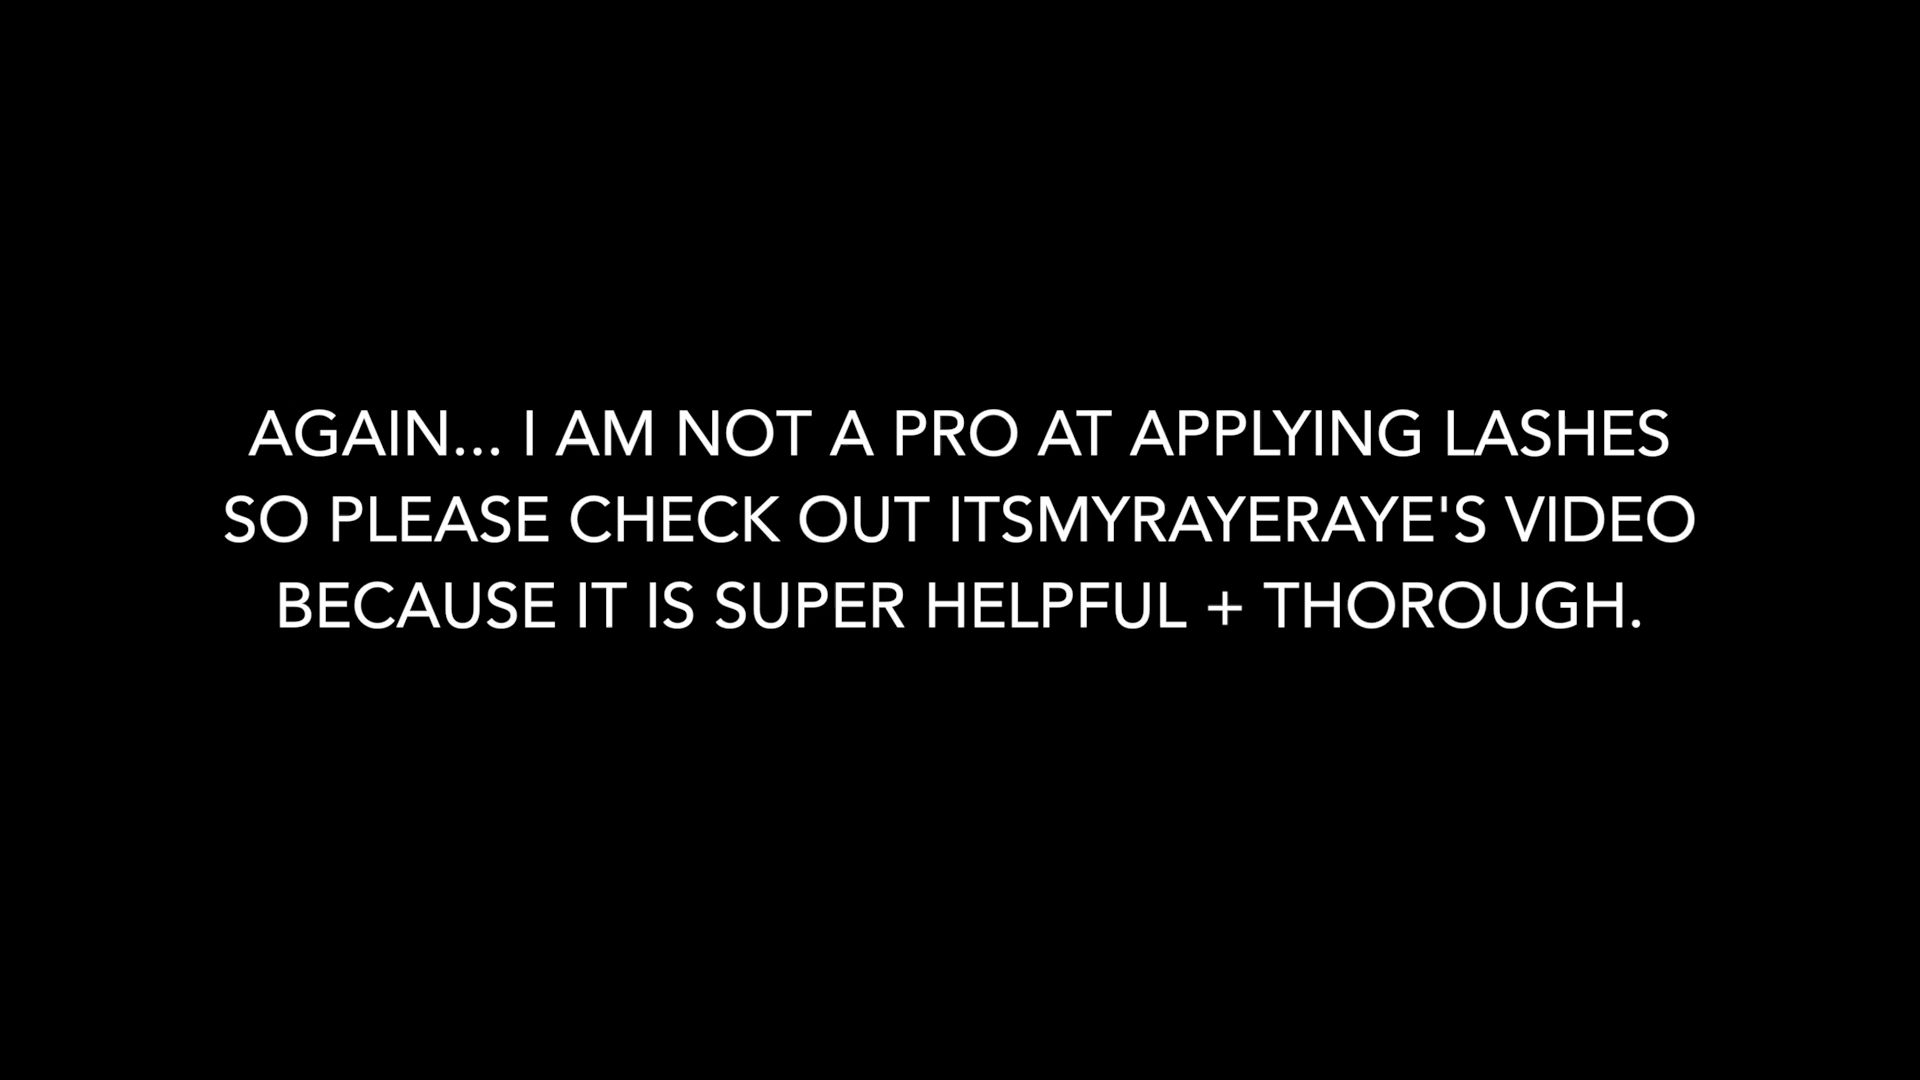 AGAIN... I AM NOT A PRO AT APPLYING LASHES
SO PLEASE CHECK OUT ITSMYRAYERAYE'S VIDEO
BECAUSE IT IS SUPER HELPFUL + THOROUGH.